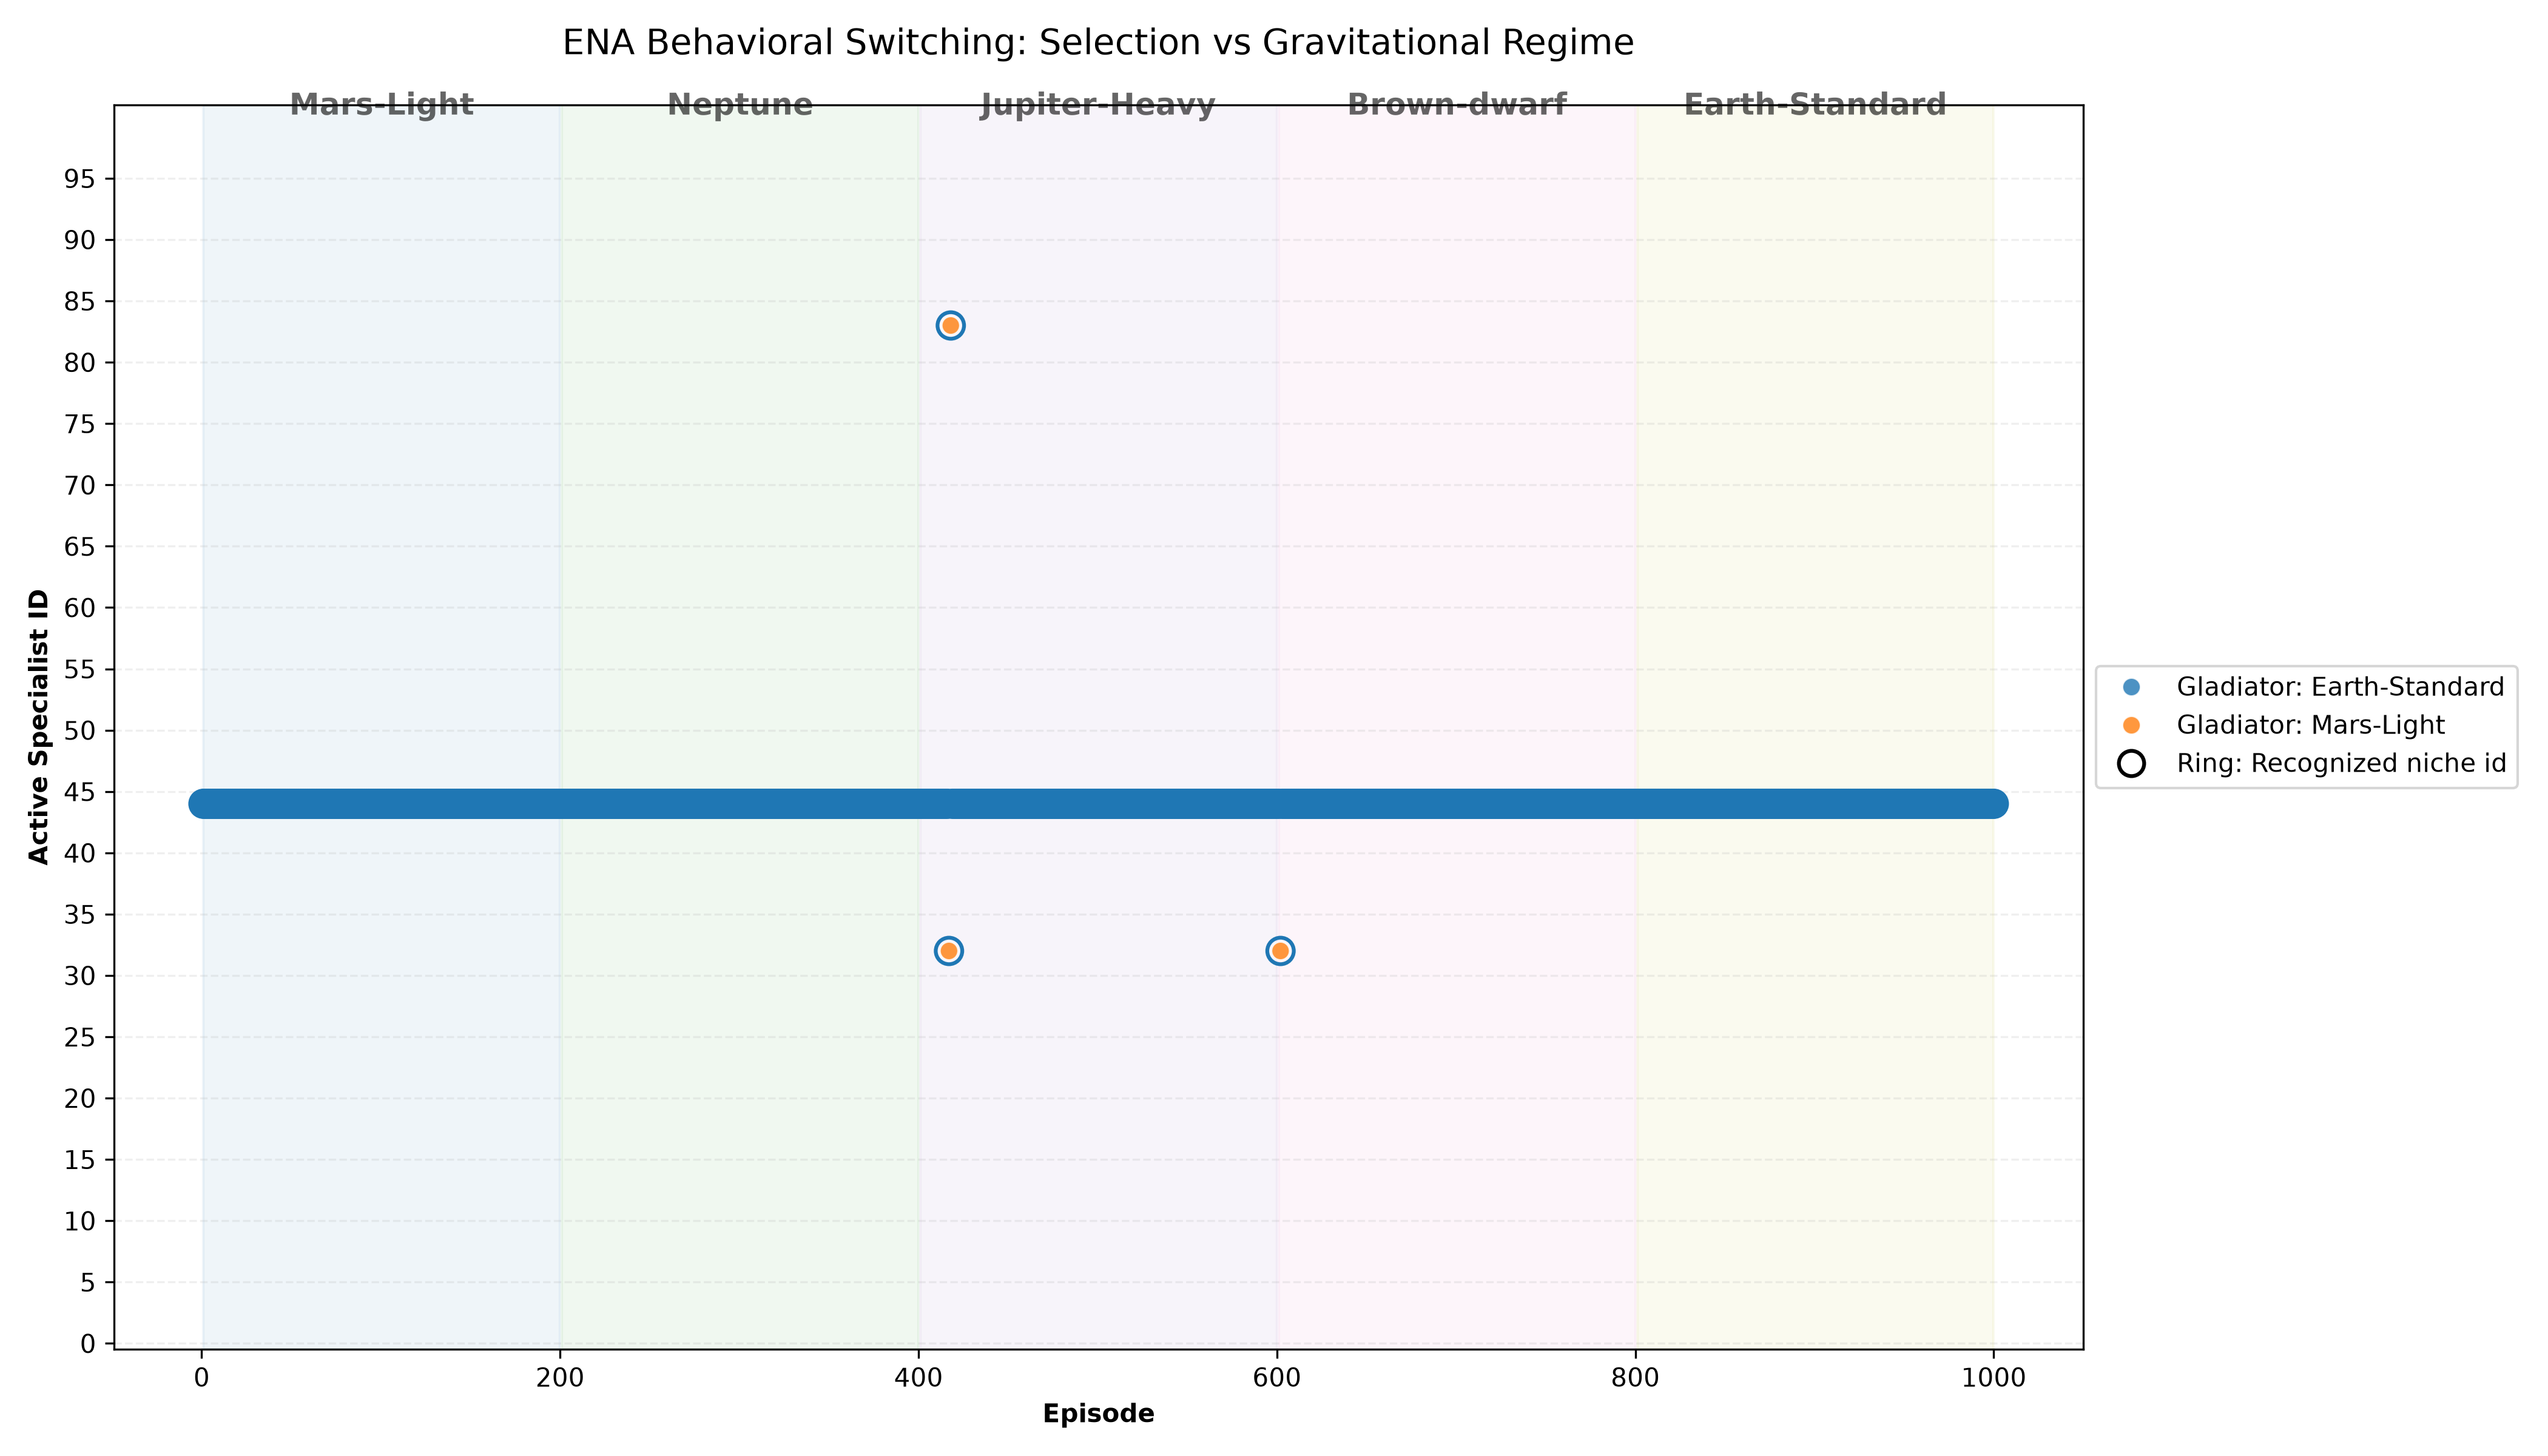 ENA Behavioral Switching: Selection vs Gravitational Regime
Mars-Light
Neptune
Jupiter-Heavy
Brown-dwarf
Earth-Standard
Active Specialist ID
95
90
85
80
75
70
65
60
55
50
45
40
35
30
25
20
15
10
5
0
0
200
400
600
800
1000
Episode
Gladiator: Earth-Standard
Gladiator: Mars-Light
Ring: Recognized niche id